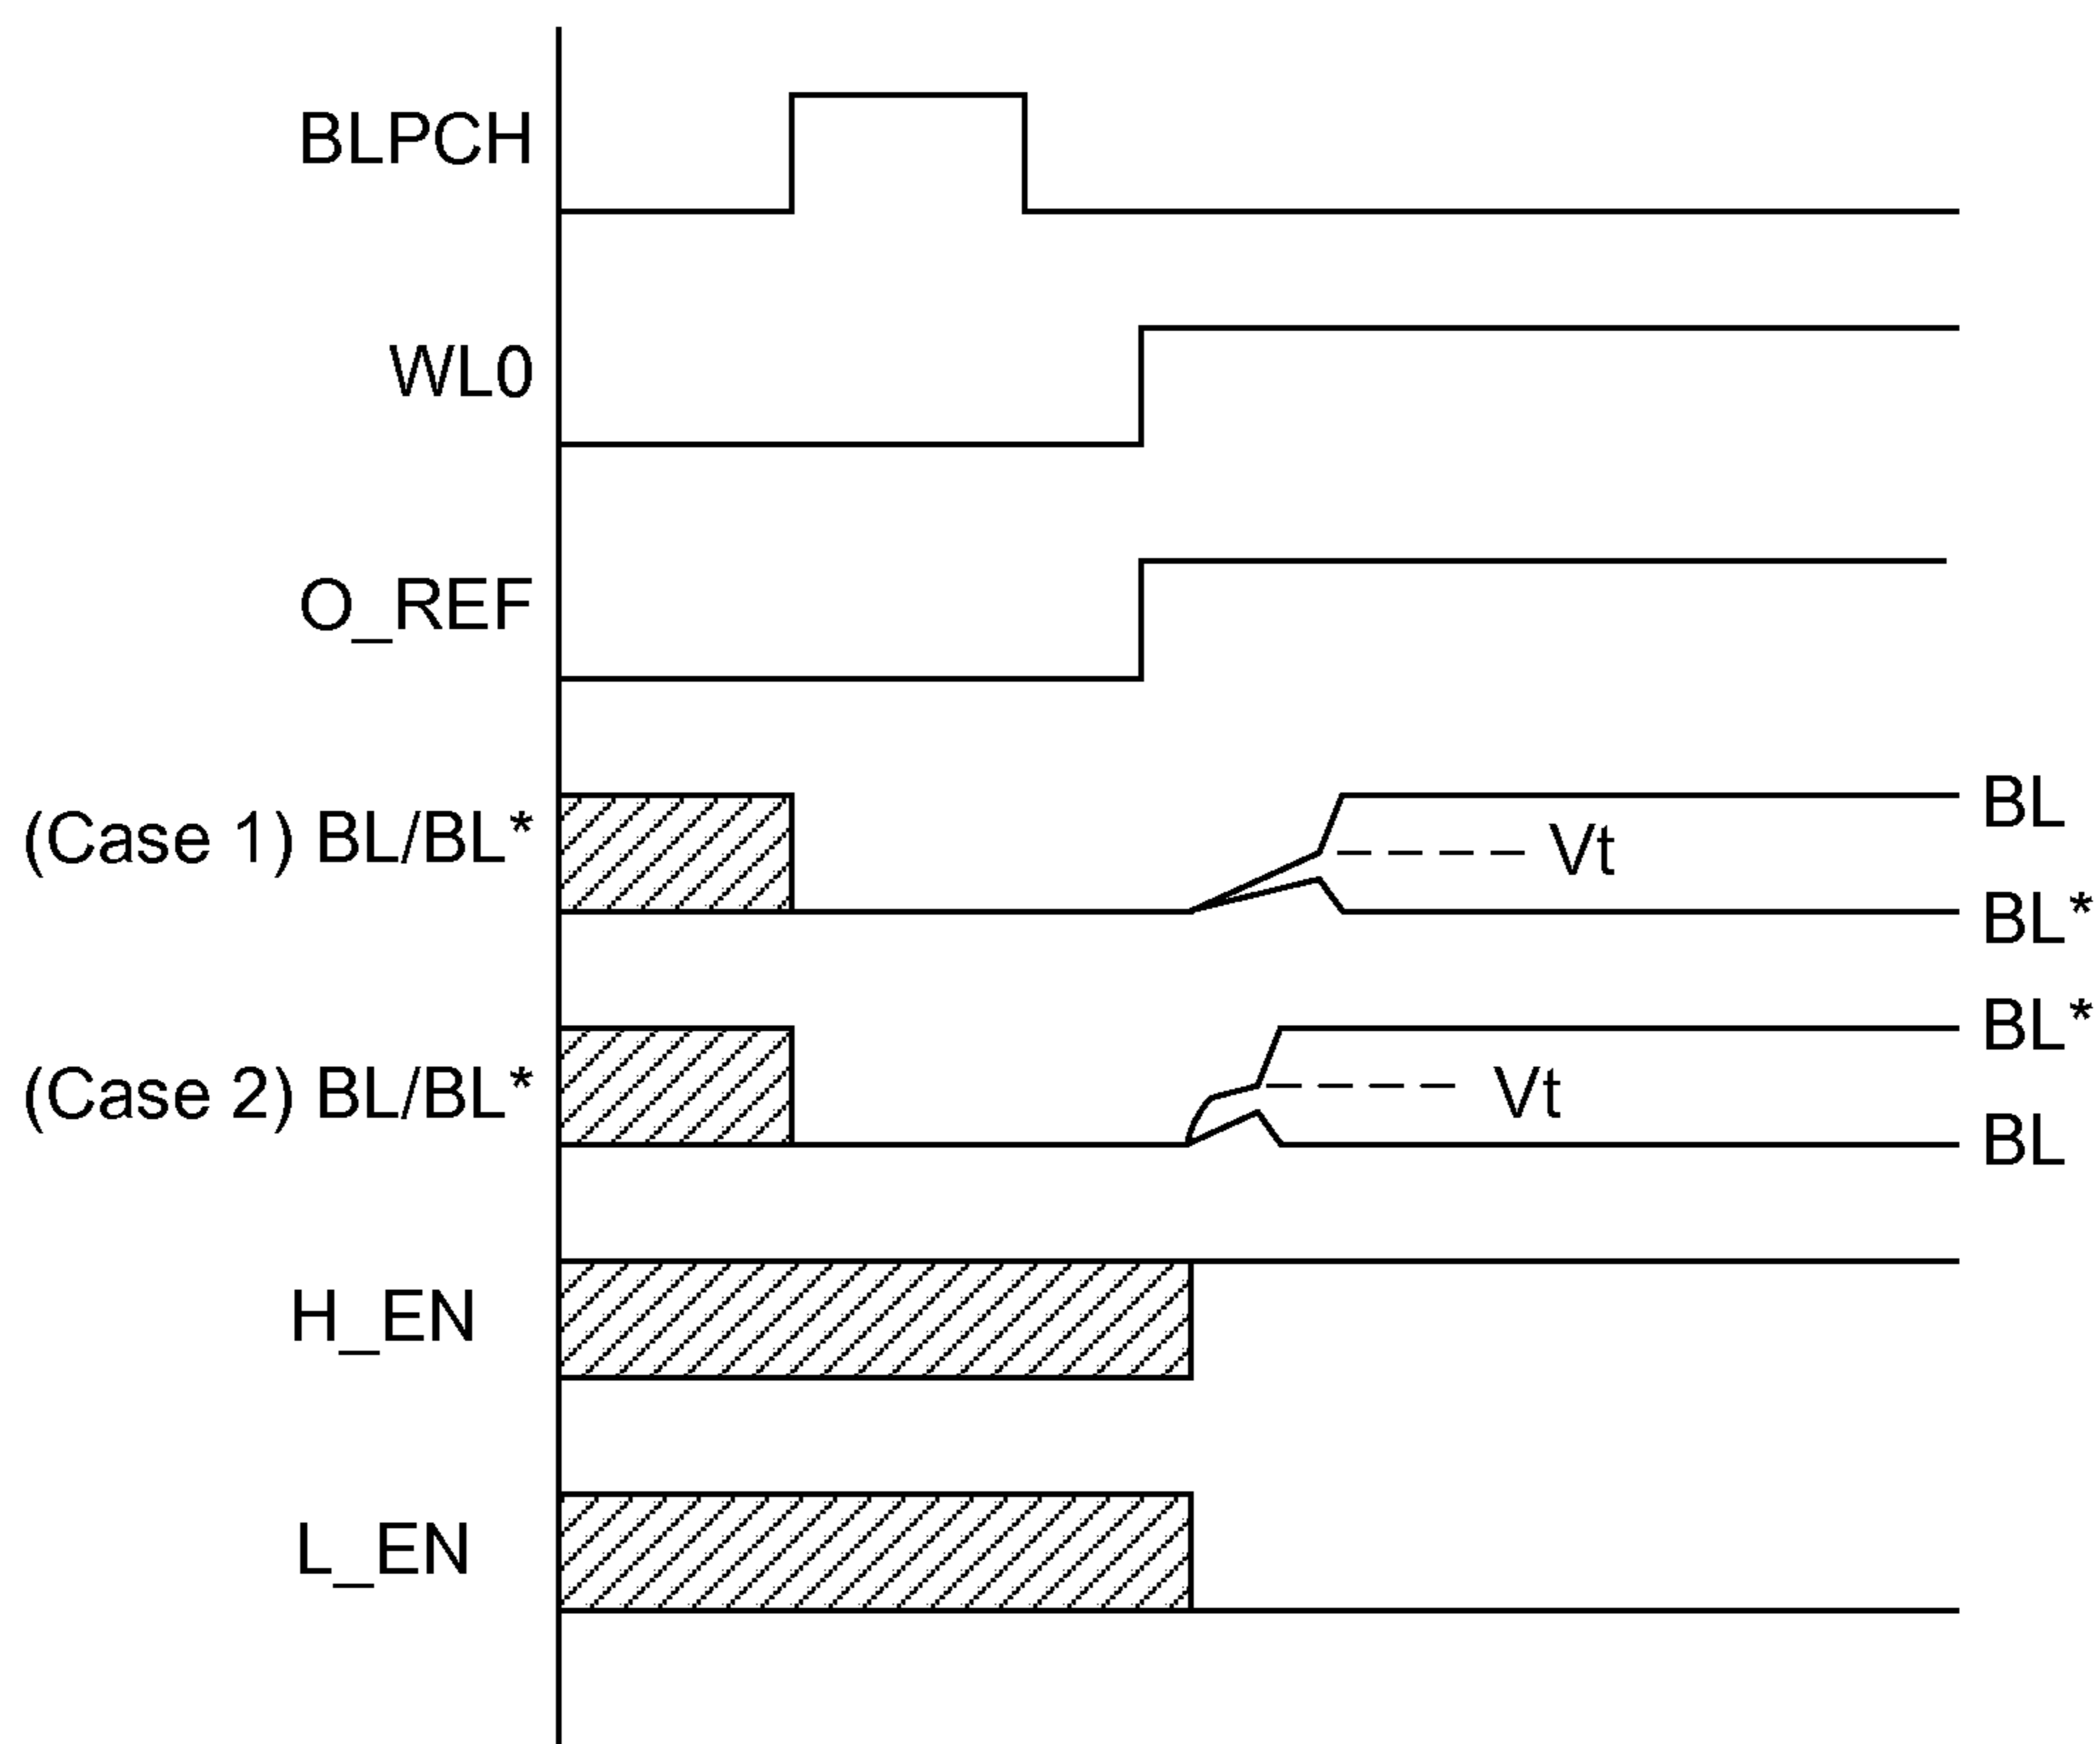 BLPCH
WL0
O_REF
(Case 1) BL/BL*
BL
Vt
BL*
(Case 2) BL/BL*
BL*
Vt
BL
H_EN
L_EN